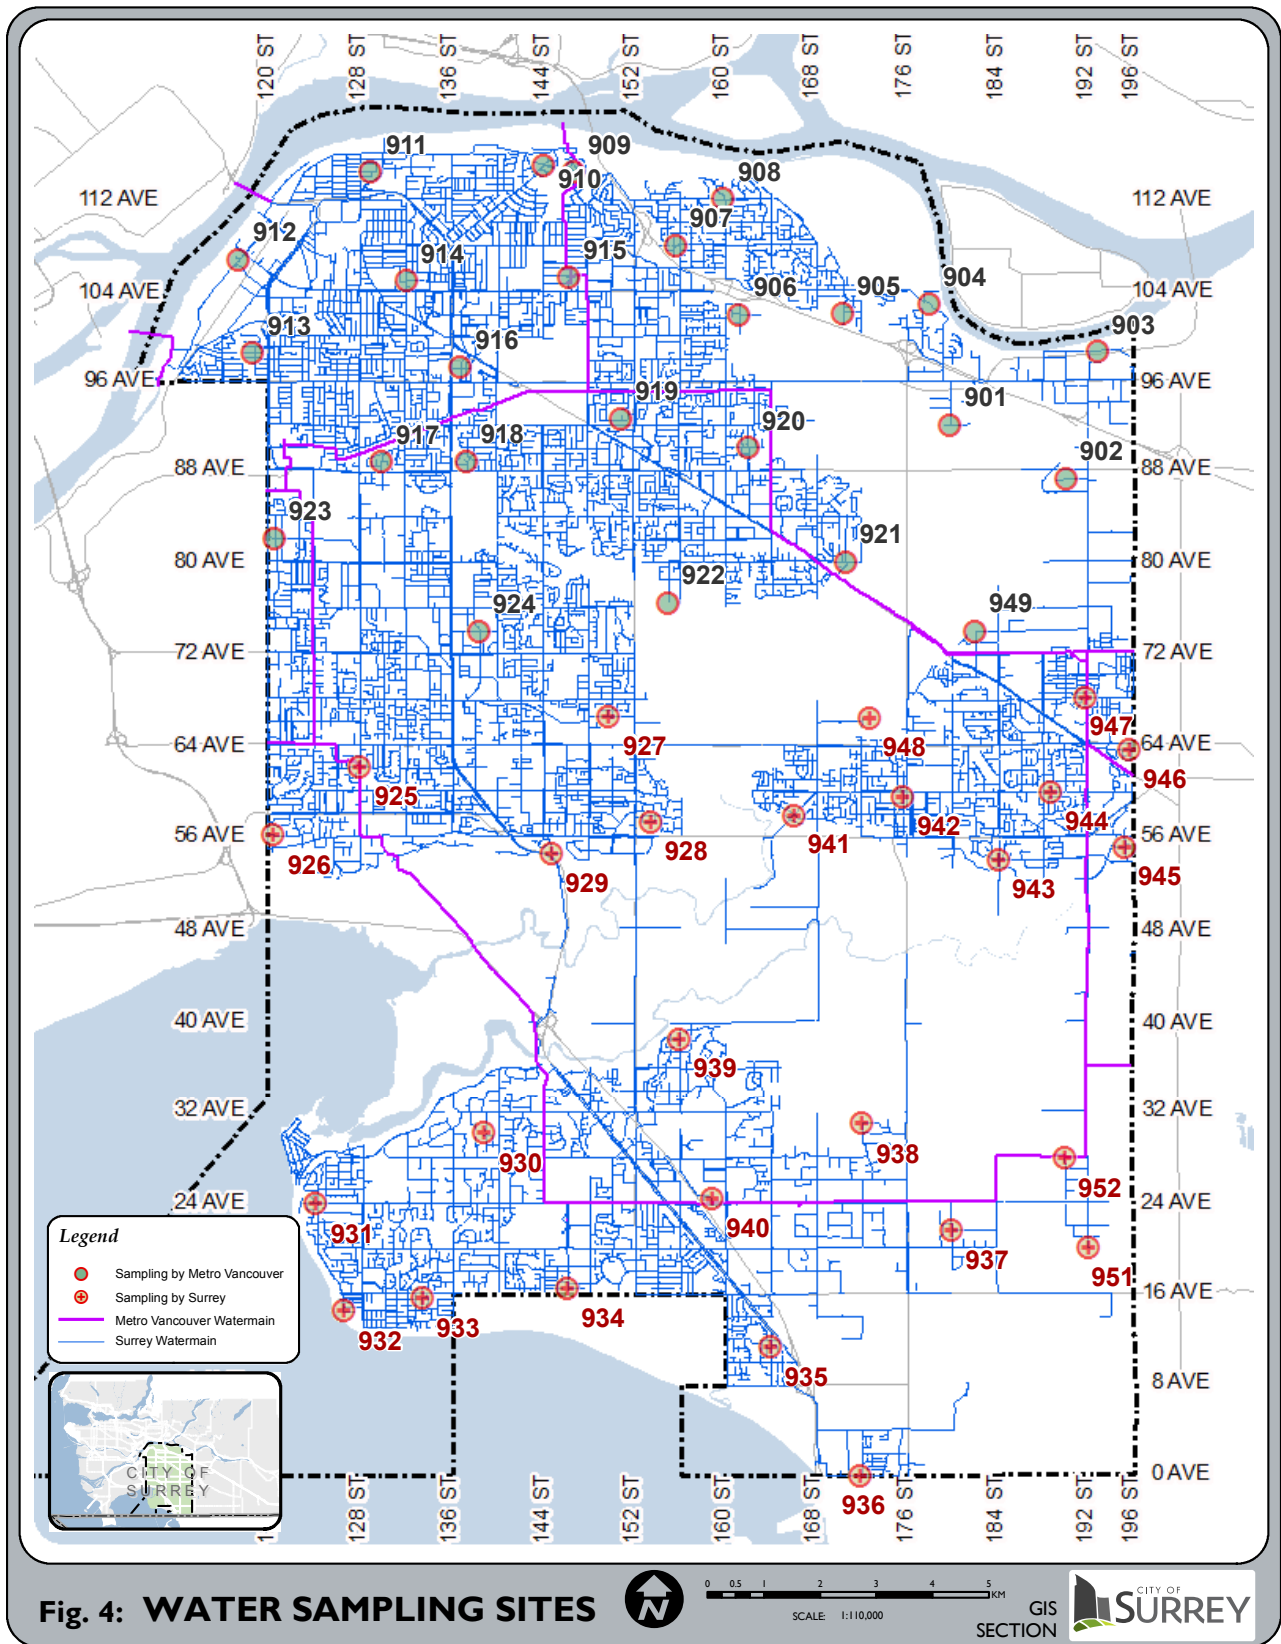 120 ST
128 ST
136 ST
144 ST
152 ST
160 ST
168 ST
176 ST
184 ST
192 ST
196 ST
911
909
910
908
112 AVE
112 AVE
907
912
914
915
904
906
905
104 AVE
104 AVE
913
903
916
96 AVE
96 AVE
919
901
920
917
918
902
88 AVE
88 AVE
923
921
80 AVE
80 AVE
922
924
949
72 AVE
72 AVE
947
927
948
64 AVE
64 AVE
946
925
944
942
56 AVE
56 AVE
941
928
926
945
929
943
48 AVE
48 AVE
40 AVE
40 AVE
939
32 AVE
32 AVE
938
930
952
24 AVE
24 AVE
931
940
937
951
16 AVE
16 AVE
934
933
932
935
8 AVE
0 AVE
936
Legend
Sampling by Metro Vancouver
Sampling by Surrey
Metro Vancouver Watermain
Surrey Watermain
CITY OF
SURREY
128 ST
136 ST
144 ST
152 ST
160 ST
168 ST
176 ST
184 ST
192 ST
196 ST
Fig. 4: WATER SAMPLING SITES
N
0 0.5 1 2 3 4 5
KM
SCALE: 1:110,000
GIS
SECTION
CITY OF
SURREY